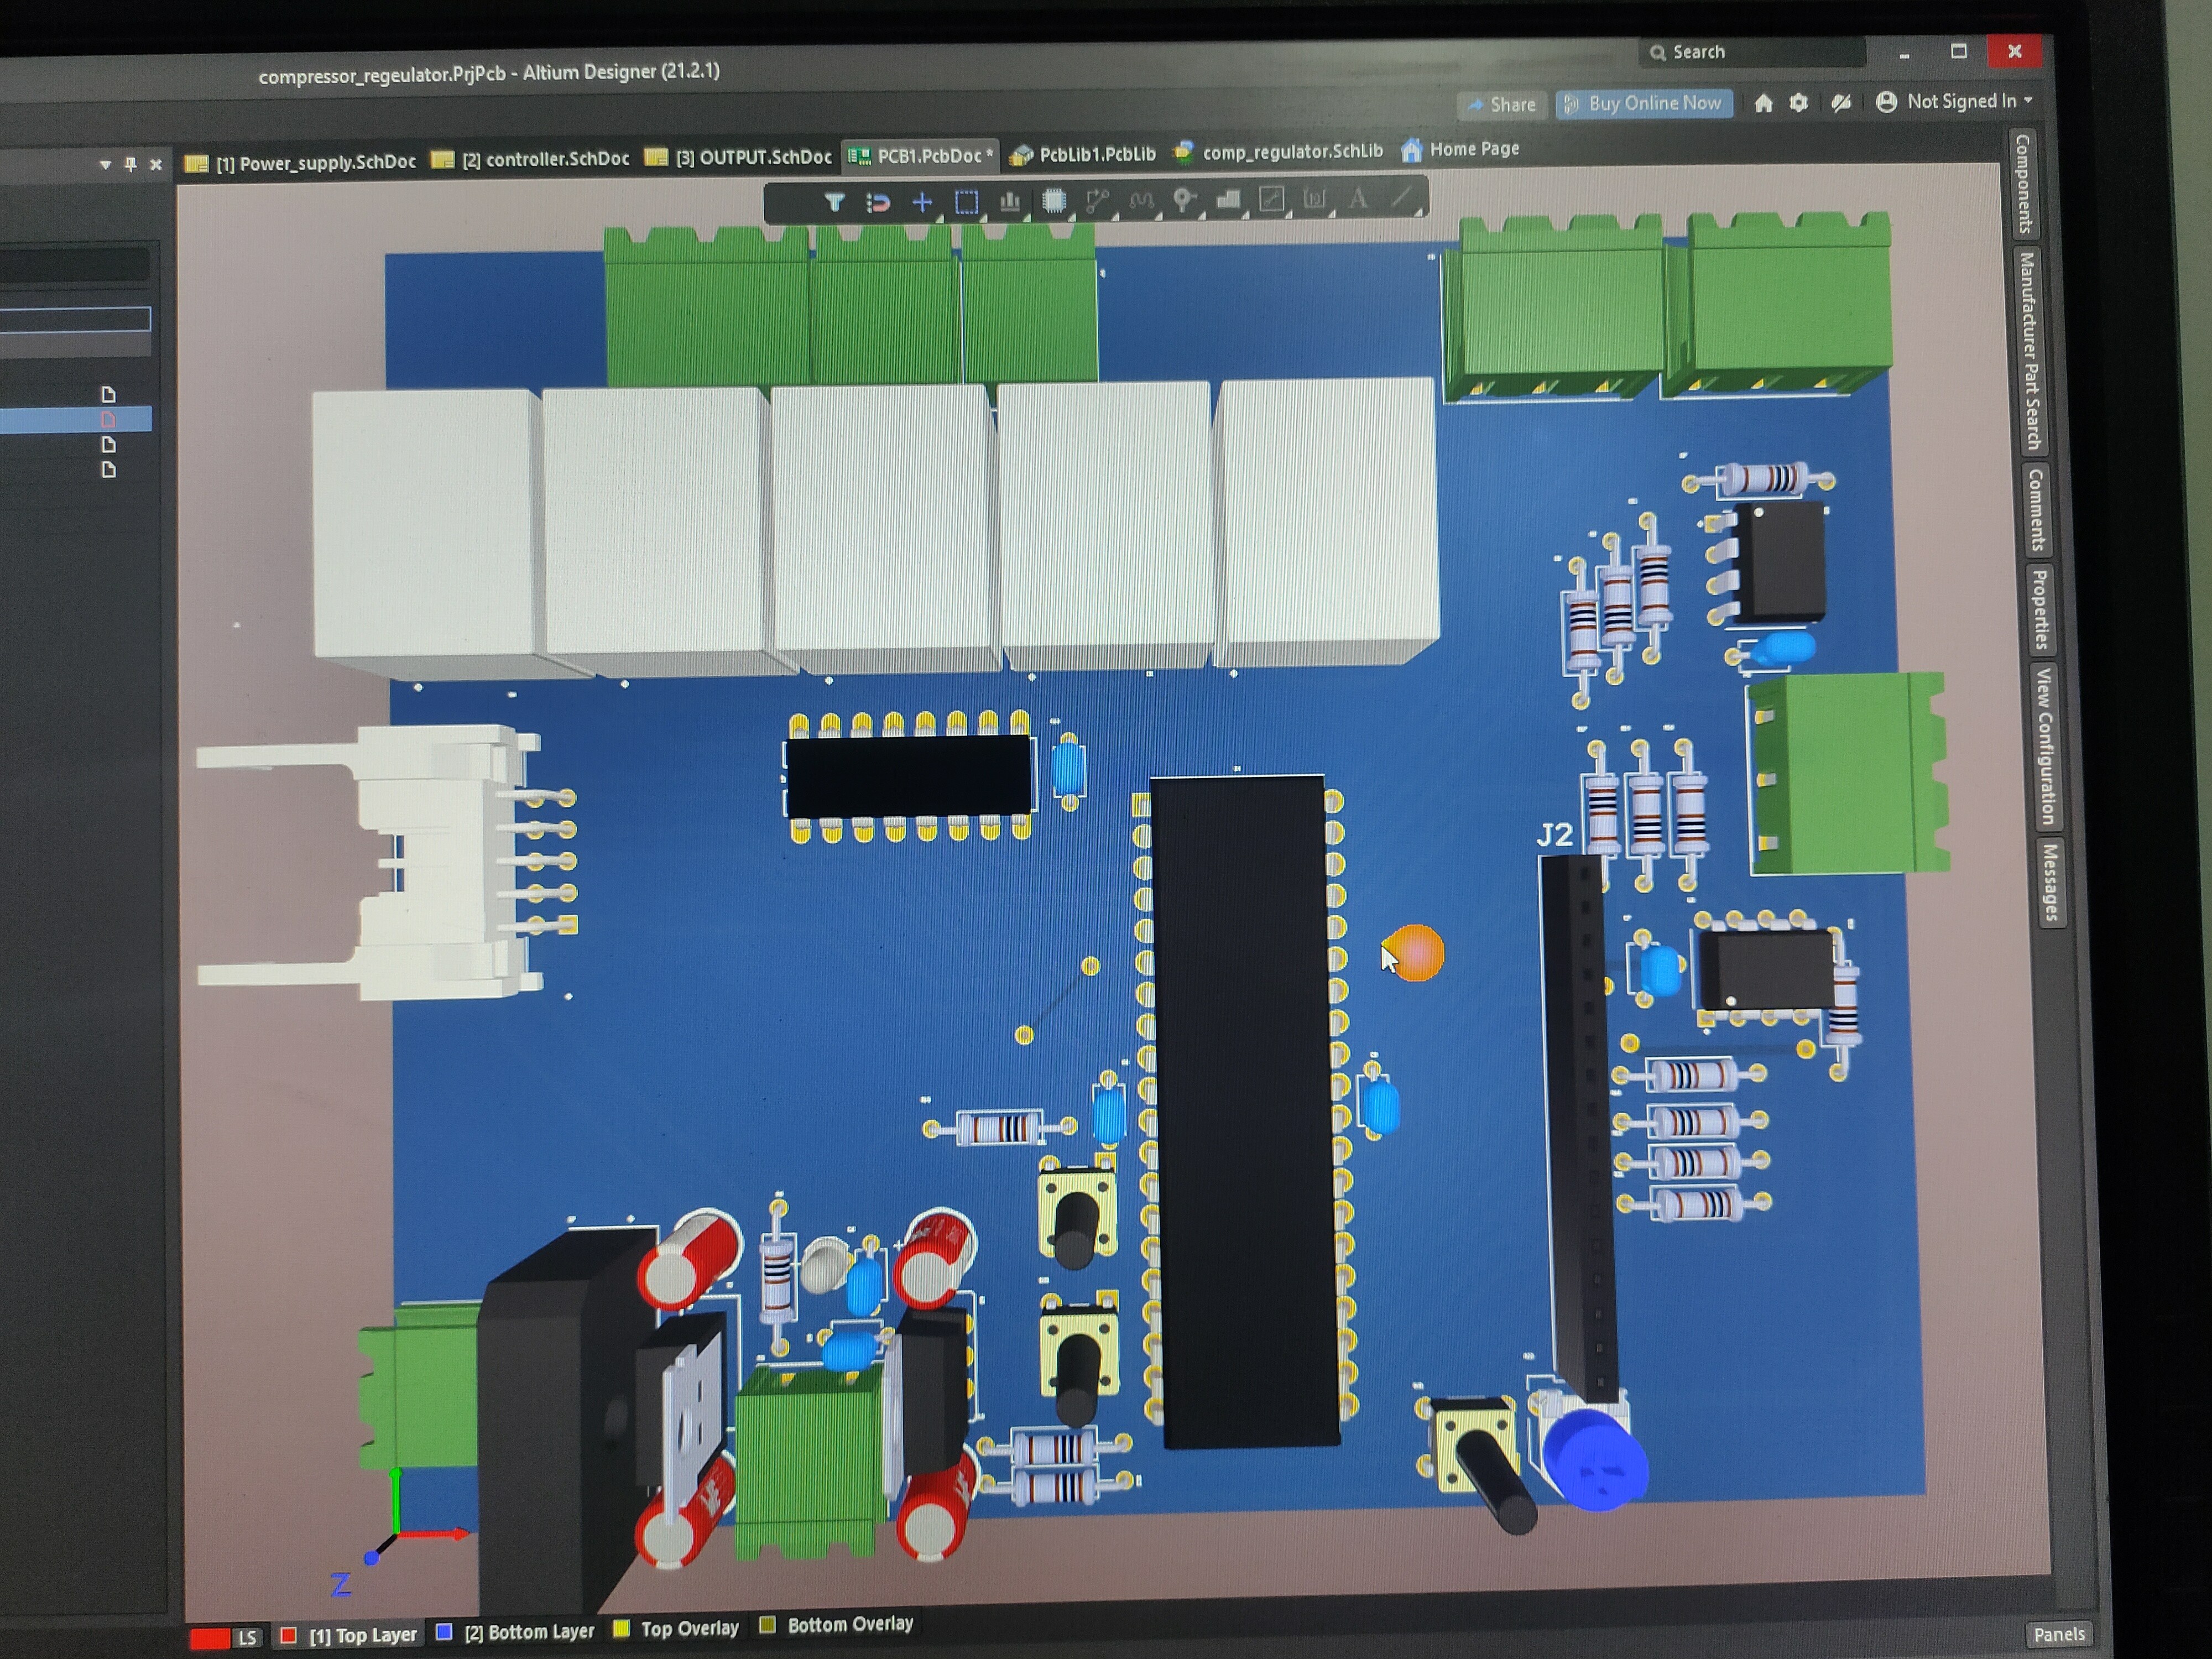 Search
compressor_regeulator.PrjPcb - Altium Designer (21.2.1)
Share
Buy Online Now
Not Signed In
[1] Power_supply.SchDoc
[2] controller.SchDoc
[3] OUTPUT.SchDoc
PCB1.PcbDoc *
PcbLib1.PcbLib
comp_regulator.SchLib
Home Page
Components
Manufacturer Part Search
Comments
Properties
View Configuration
Messages
J2
Z
LS
[1] Top Layer
[2] Bottom Layer
Top Overlay
Bottom Overlay
Panels